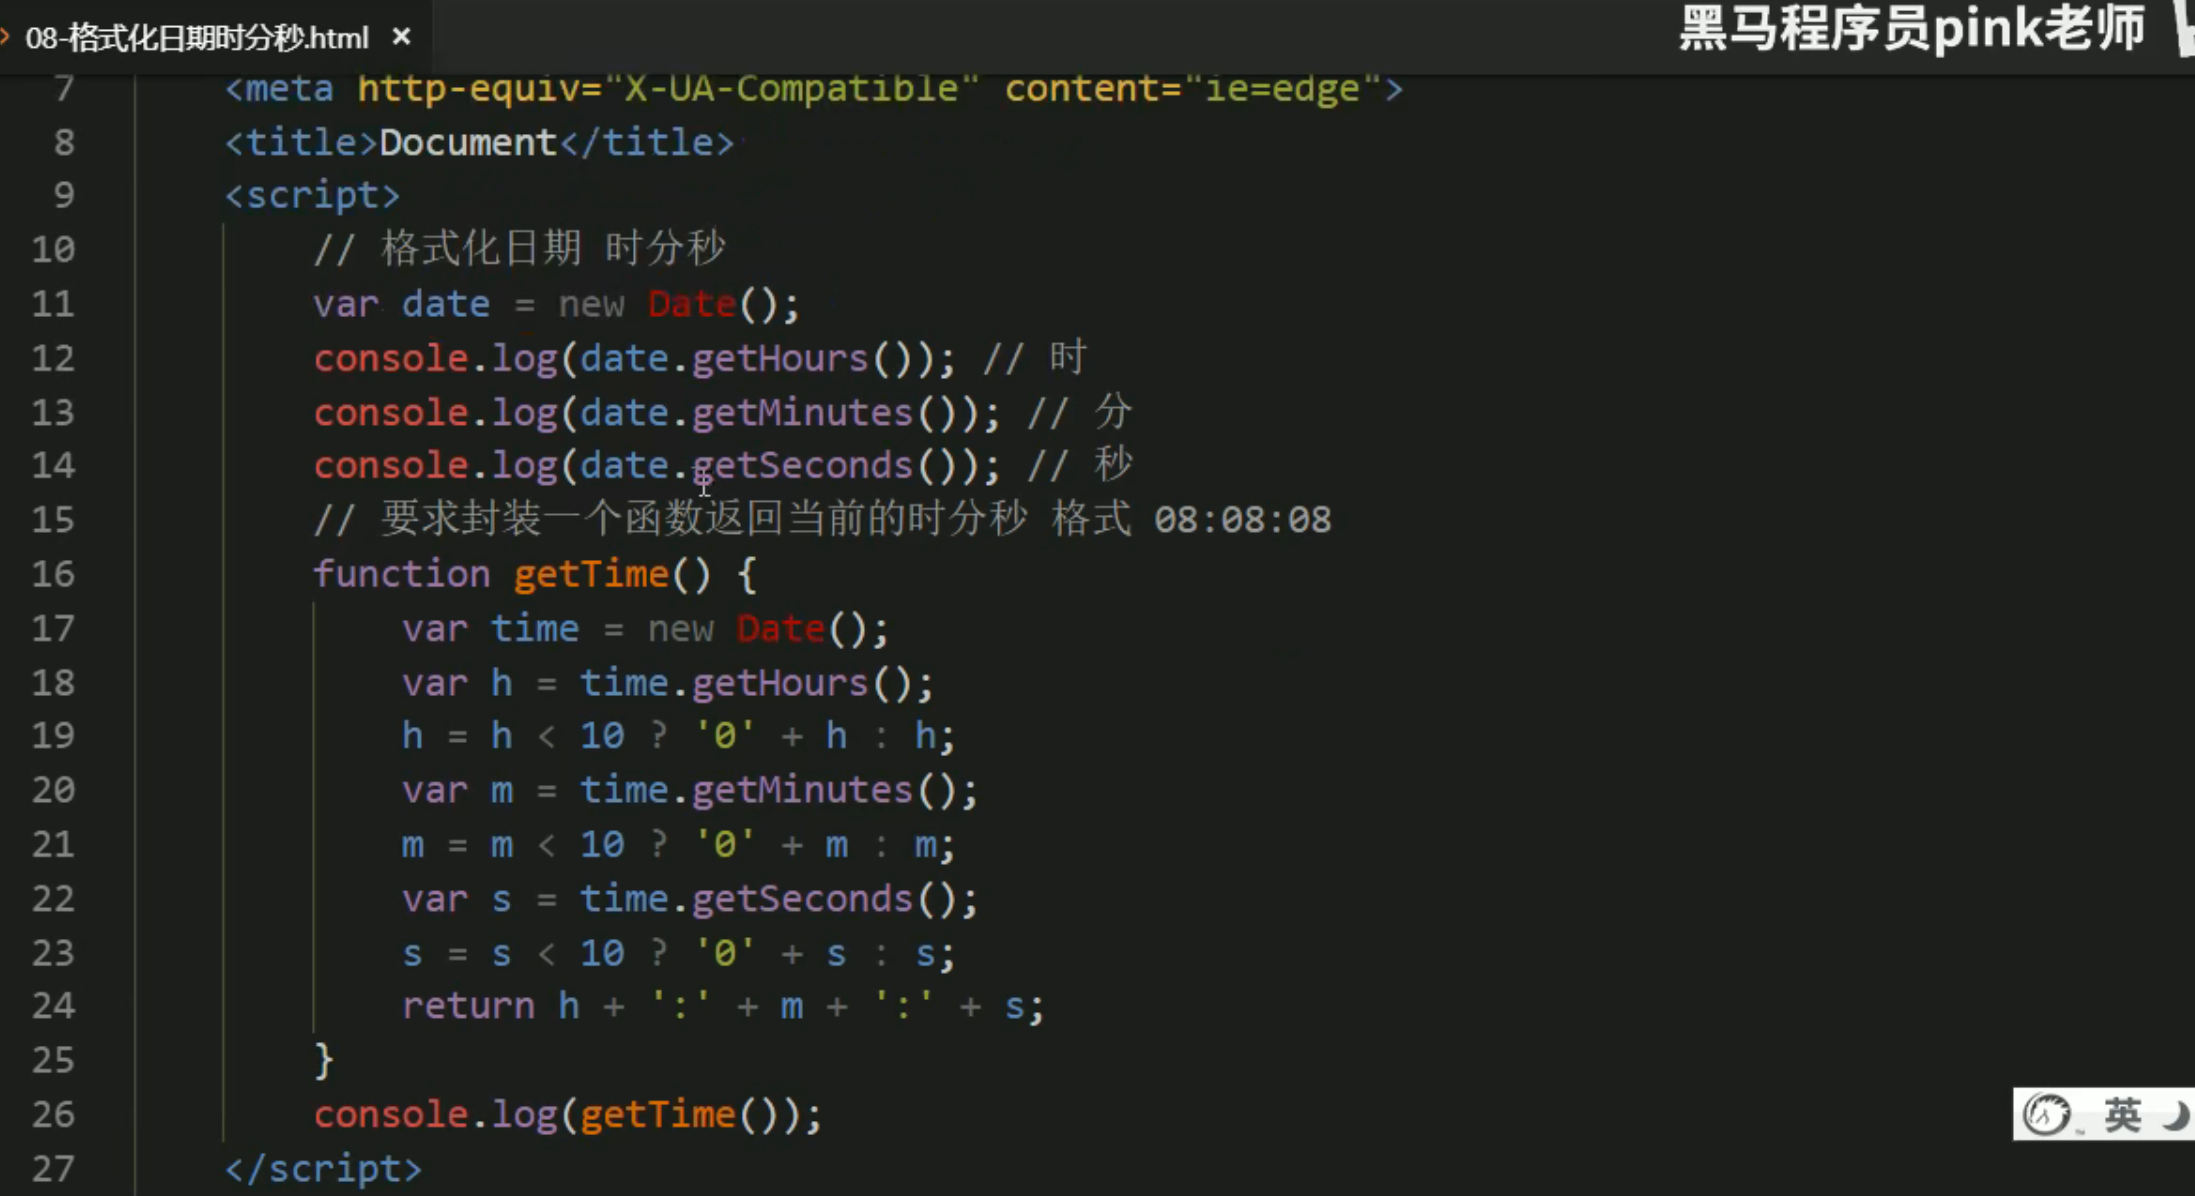 08-格式化日期时分秒.html ×
黑马程序员pink老师
7 <meta http-equiv="X-UA-Compatible" content="ie=edge">
8 <title>Document</title>
9 <script>
10 // 格式化日期 时分秒
11 var date = new Date();
12 console.log(date.getHours()); // 时
13 console.log(date.getMinutes()); // 分
14 console.log(date.getSeconds()); // 秒
15 // 要求封装一个函数返回当前的时分秒 格式 08:08:08
16 function getTime() {
17 var time = new Date();
18 var h = time.getHours();
19 h = h < 10 ? '0' + h : h;
20 var m = time.getMinutes();
21 m = m < 10 ? '0' + m : m;
22 var s = time.getSeconds();
23 s = s < 10 ? '0' + s : s;
24 return h + ':' + m + ':' + s;
25 }
26 console.log(getTime());
27 </script>
英